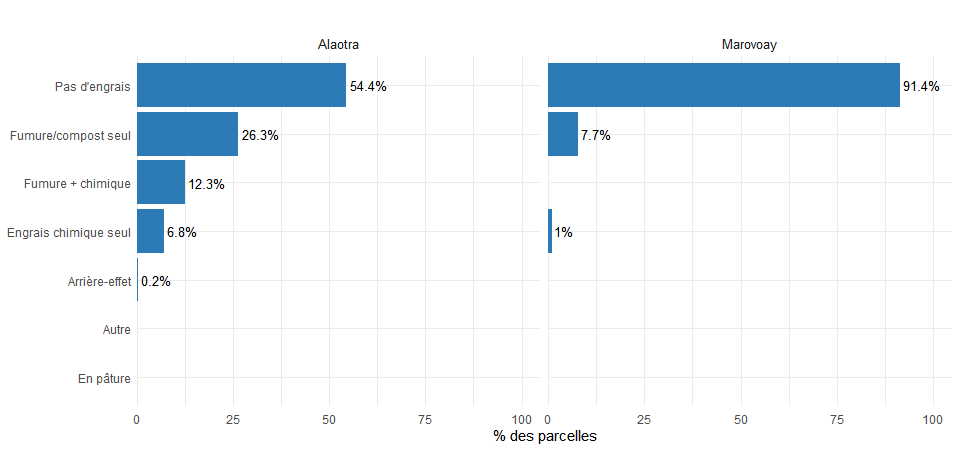 Alaotra
Marovoay
Pas d'engrais
54.4%
91.4%
Fumure/compost seul
26.3%
7.7%
Fumure + chimique
12.3%
Engrais chimique seul
6.8%
1%
Arrière-effet
0.2%
Autre
En pâture
0 25 50 75 100
0 25 50 75 100
% des parcelles